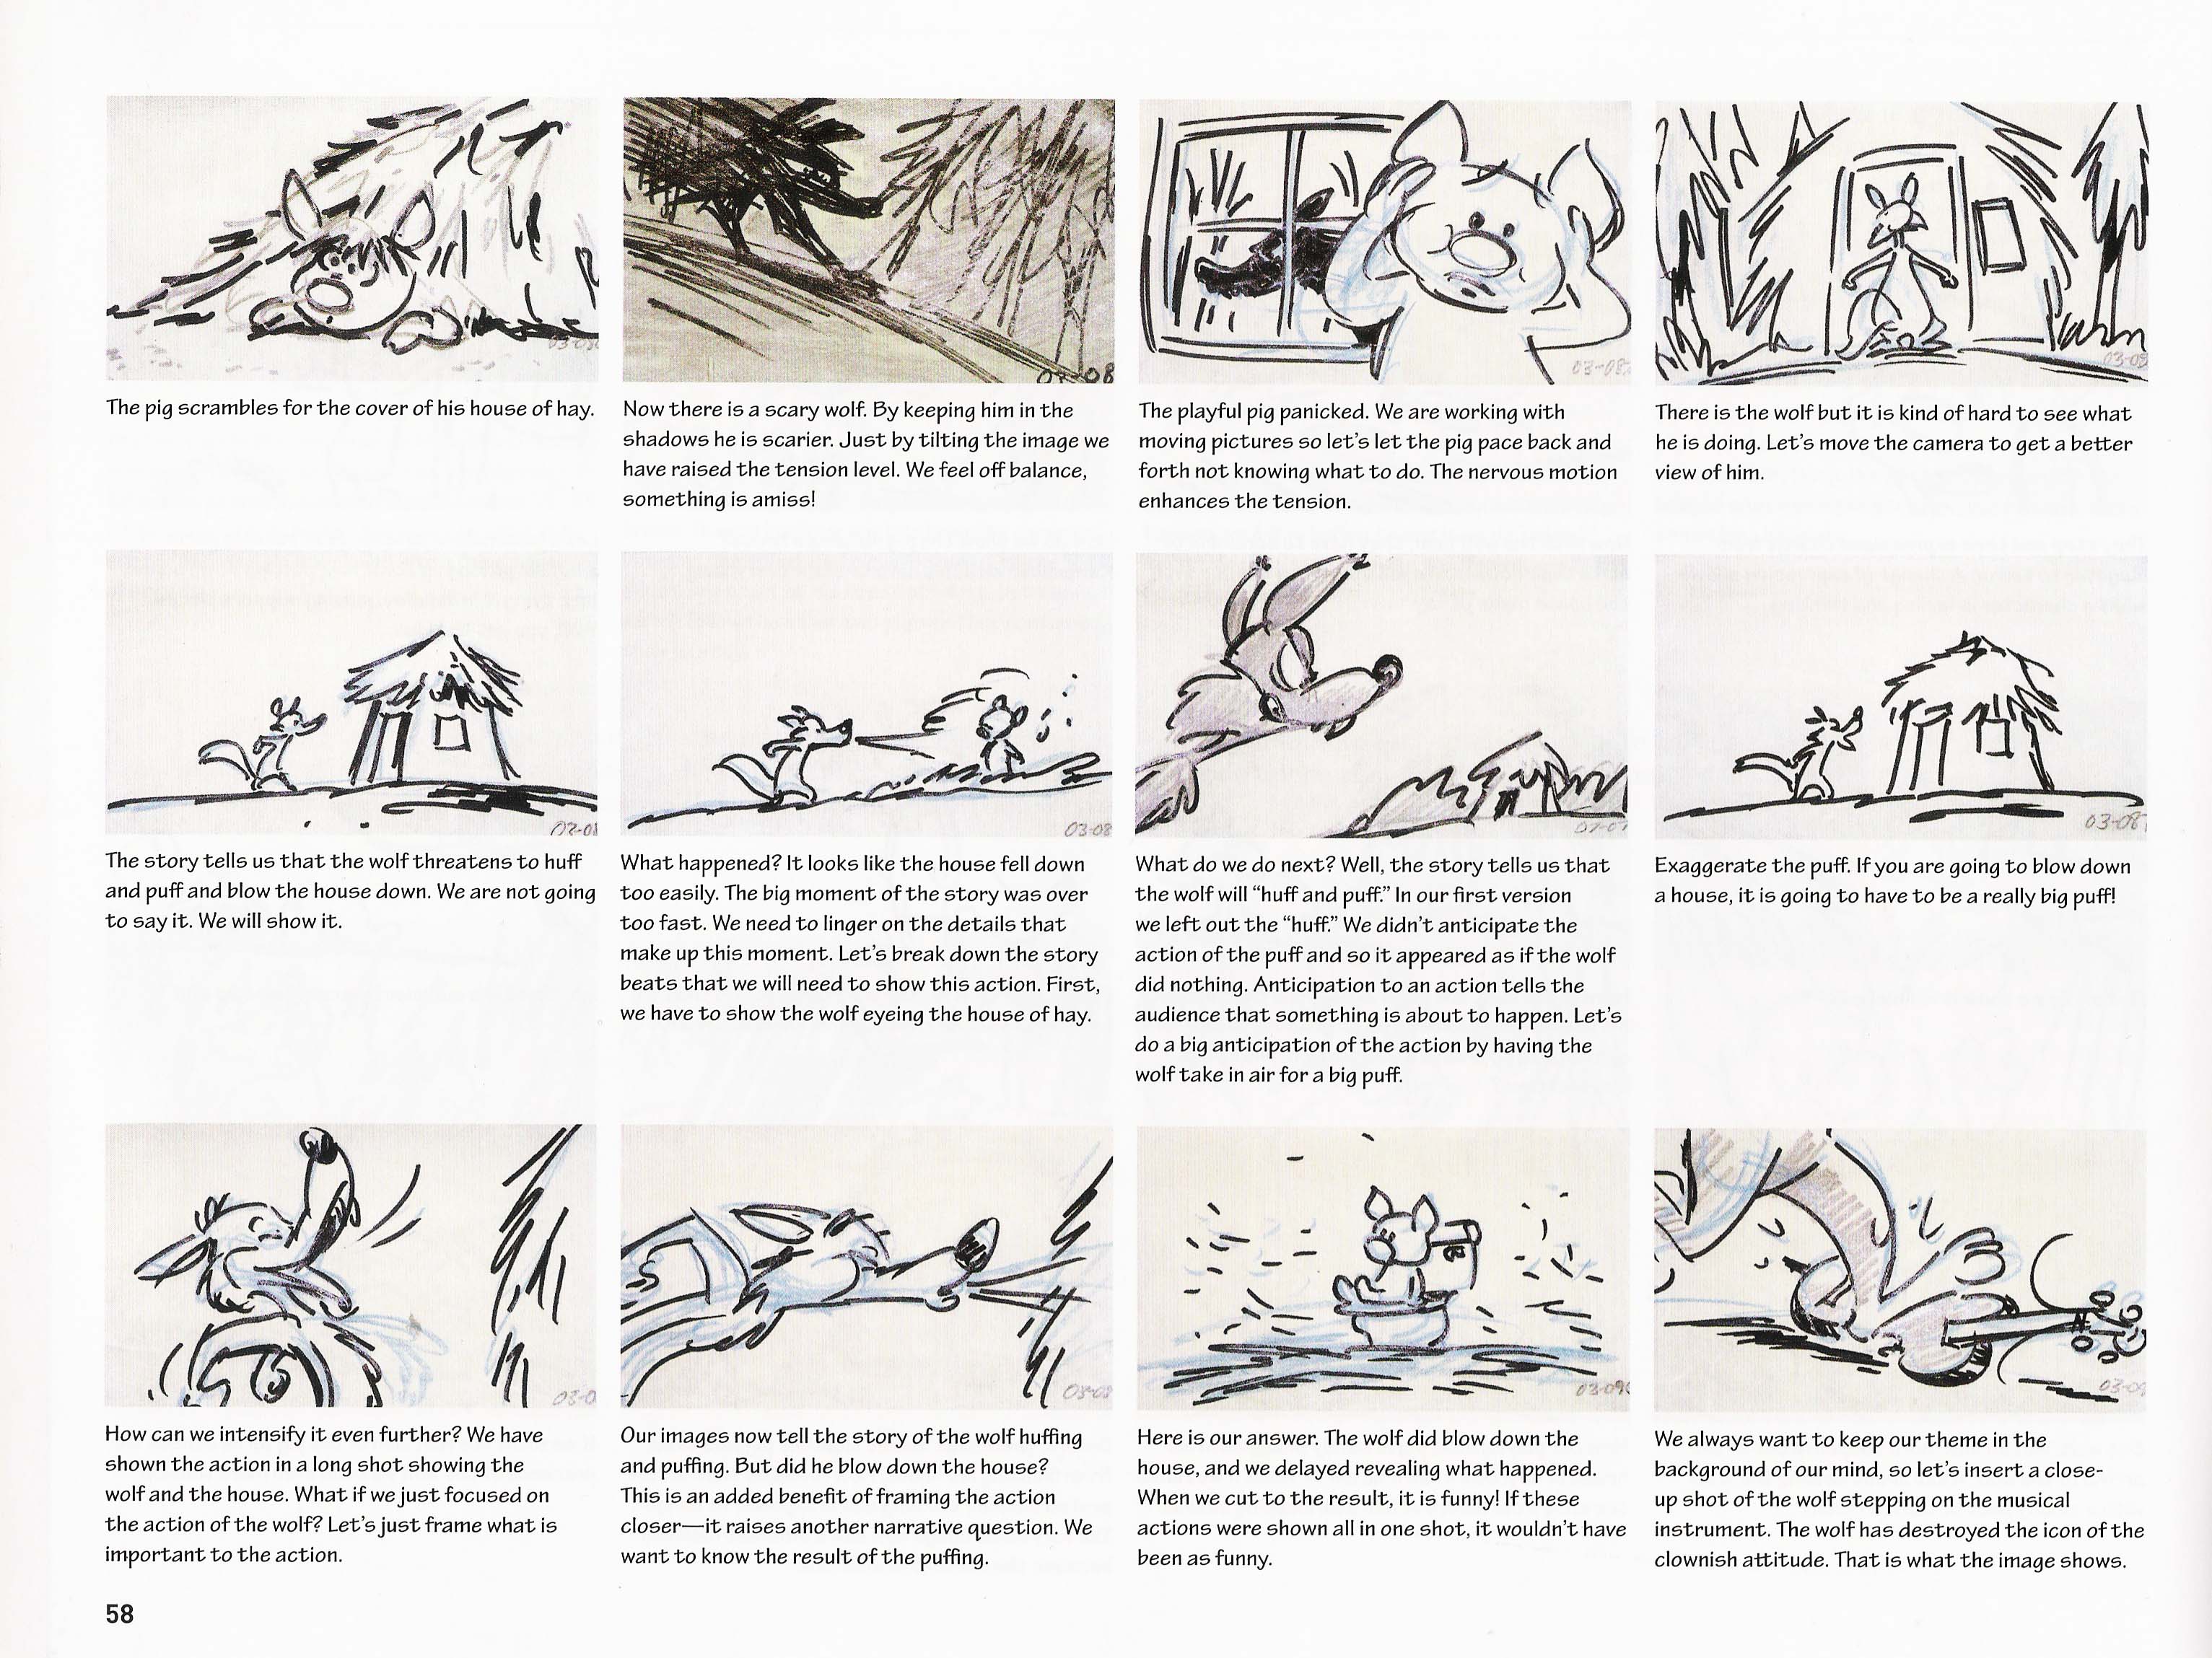 The pig scrambles for the cover of his house of hay.
Now there is a scary wolf. By keeping him in the
shadows he is scarier. Just by tilting the image we
have raised the tension level. We feel off balance,
something is amiss!
The playful pig panicked. We are working with
moving pictures so let's let the pig pace back and
forth not knowing what to do. The nervous motion
enhances the tension.
There is the wolf but it is kind of hard to see what
he is doing. Let's move the camera to get a better
view of him.
The story tells us that the wolf threatens to huff
and puff and blow the house down. We are not going
to say it. We will show it.
What happened? It looks like the house fell down
too easily. The big moment of the story was over
too fast. We need to linger on the details that
make up this moment. Let's break down the story
beats that we will need to show this action. First,
we have to show the wolf eyeing the house of hay.
03-08
What do we do next? Well, the story tells us that
the wolf will “huff and puff.” In our first version
we left out the “huff.” We didn't anticipate the
action of the puff and so it appeared as if the wolf
did nothing. Anticipation to an action tells the
audience that something is about to happen. Let's
do a big anticipation of the action by having the
wolf take in air for a big puff.
Exaggerate the puff. If you are going to blow down
a house, it is going to have to be a really big puff!
How can we intensify it even further? We have
shown the action in a long shot showing the
wolf and the house. What if we just focused on
the action of the wolf? Let's just frame what is
important to the action.
Our images now tell the story of the wolf huffing
and puffing. But did he blow down the house?
This is an added benefit of framing the action
closer—it raises another narrative question. We
want to know the result of the puffing.
Here is our answer. The wolf did blow down the
house, and we delayed revealing what happened.
When we cut to the result, it is funny! If these
actions were shown all in one shot, it wouldn't have
been as funny.
We always want to keep our theme in the
background of our mind, so let's insert a close-
up shot of the wolf stepping on the musical
instrument. The wolf has destroyed the icon of the
clownish attitude. That is what the image shows.
58